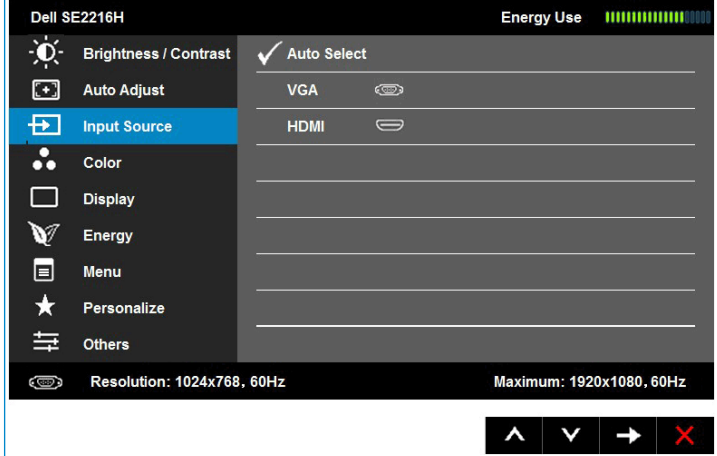 Dell SE2216H Energy Use
Brightness / Contrast Auto Select
Auto Adjust VGA
Input Source HDMI
Color
Display
Energy
Menu
Personalize
Others
Resolution: 1024x768, 60Hz Maximum: 1920x1080, 60Hz